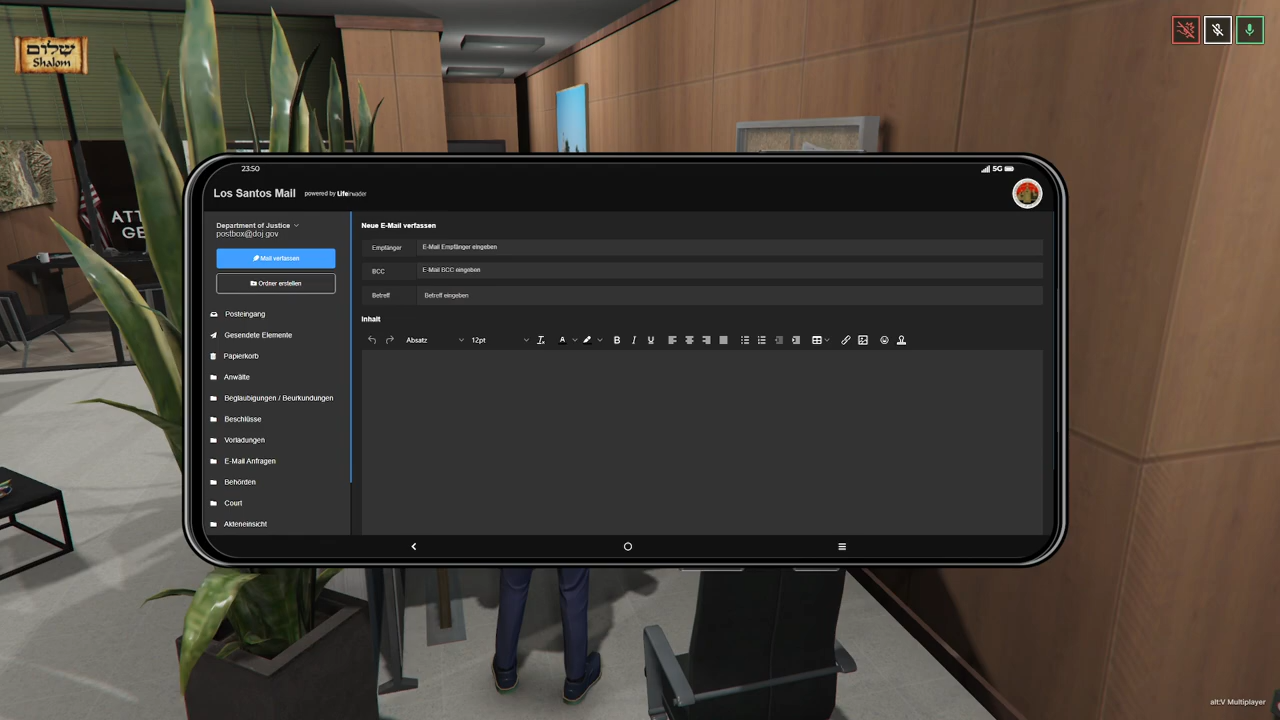 שלום
Shalom
23:50
5G
Los Santos Mail powered by Lifeinvader
Department of Justice
postbox@doj.gov
Mail verfassen
Ordner erstellen
Posteingang
Gesendete Elemente
Papierkorb
Anwälte
Beglaubigungen / Beurkundungen
Beschlüsse
Vorladungen
E-Mail Anfragen
Behörden
Court
Akteneinsicht
Neue E-Mail verfassen
Empfänger E-Mail Empfänger eingeben
BCC E-Mail BCC eingeben
Betreff Betreff eingeben
Inhalt
Absatz 12pt A B I U
ATT
GE
alt:V Multiplayer